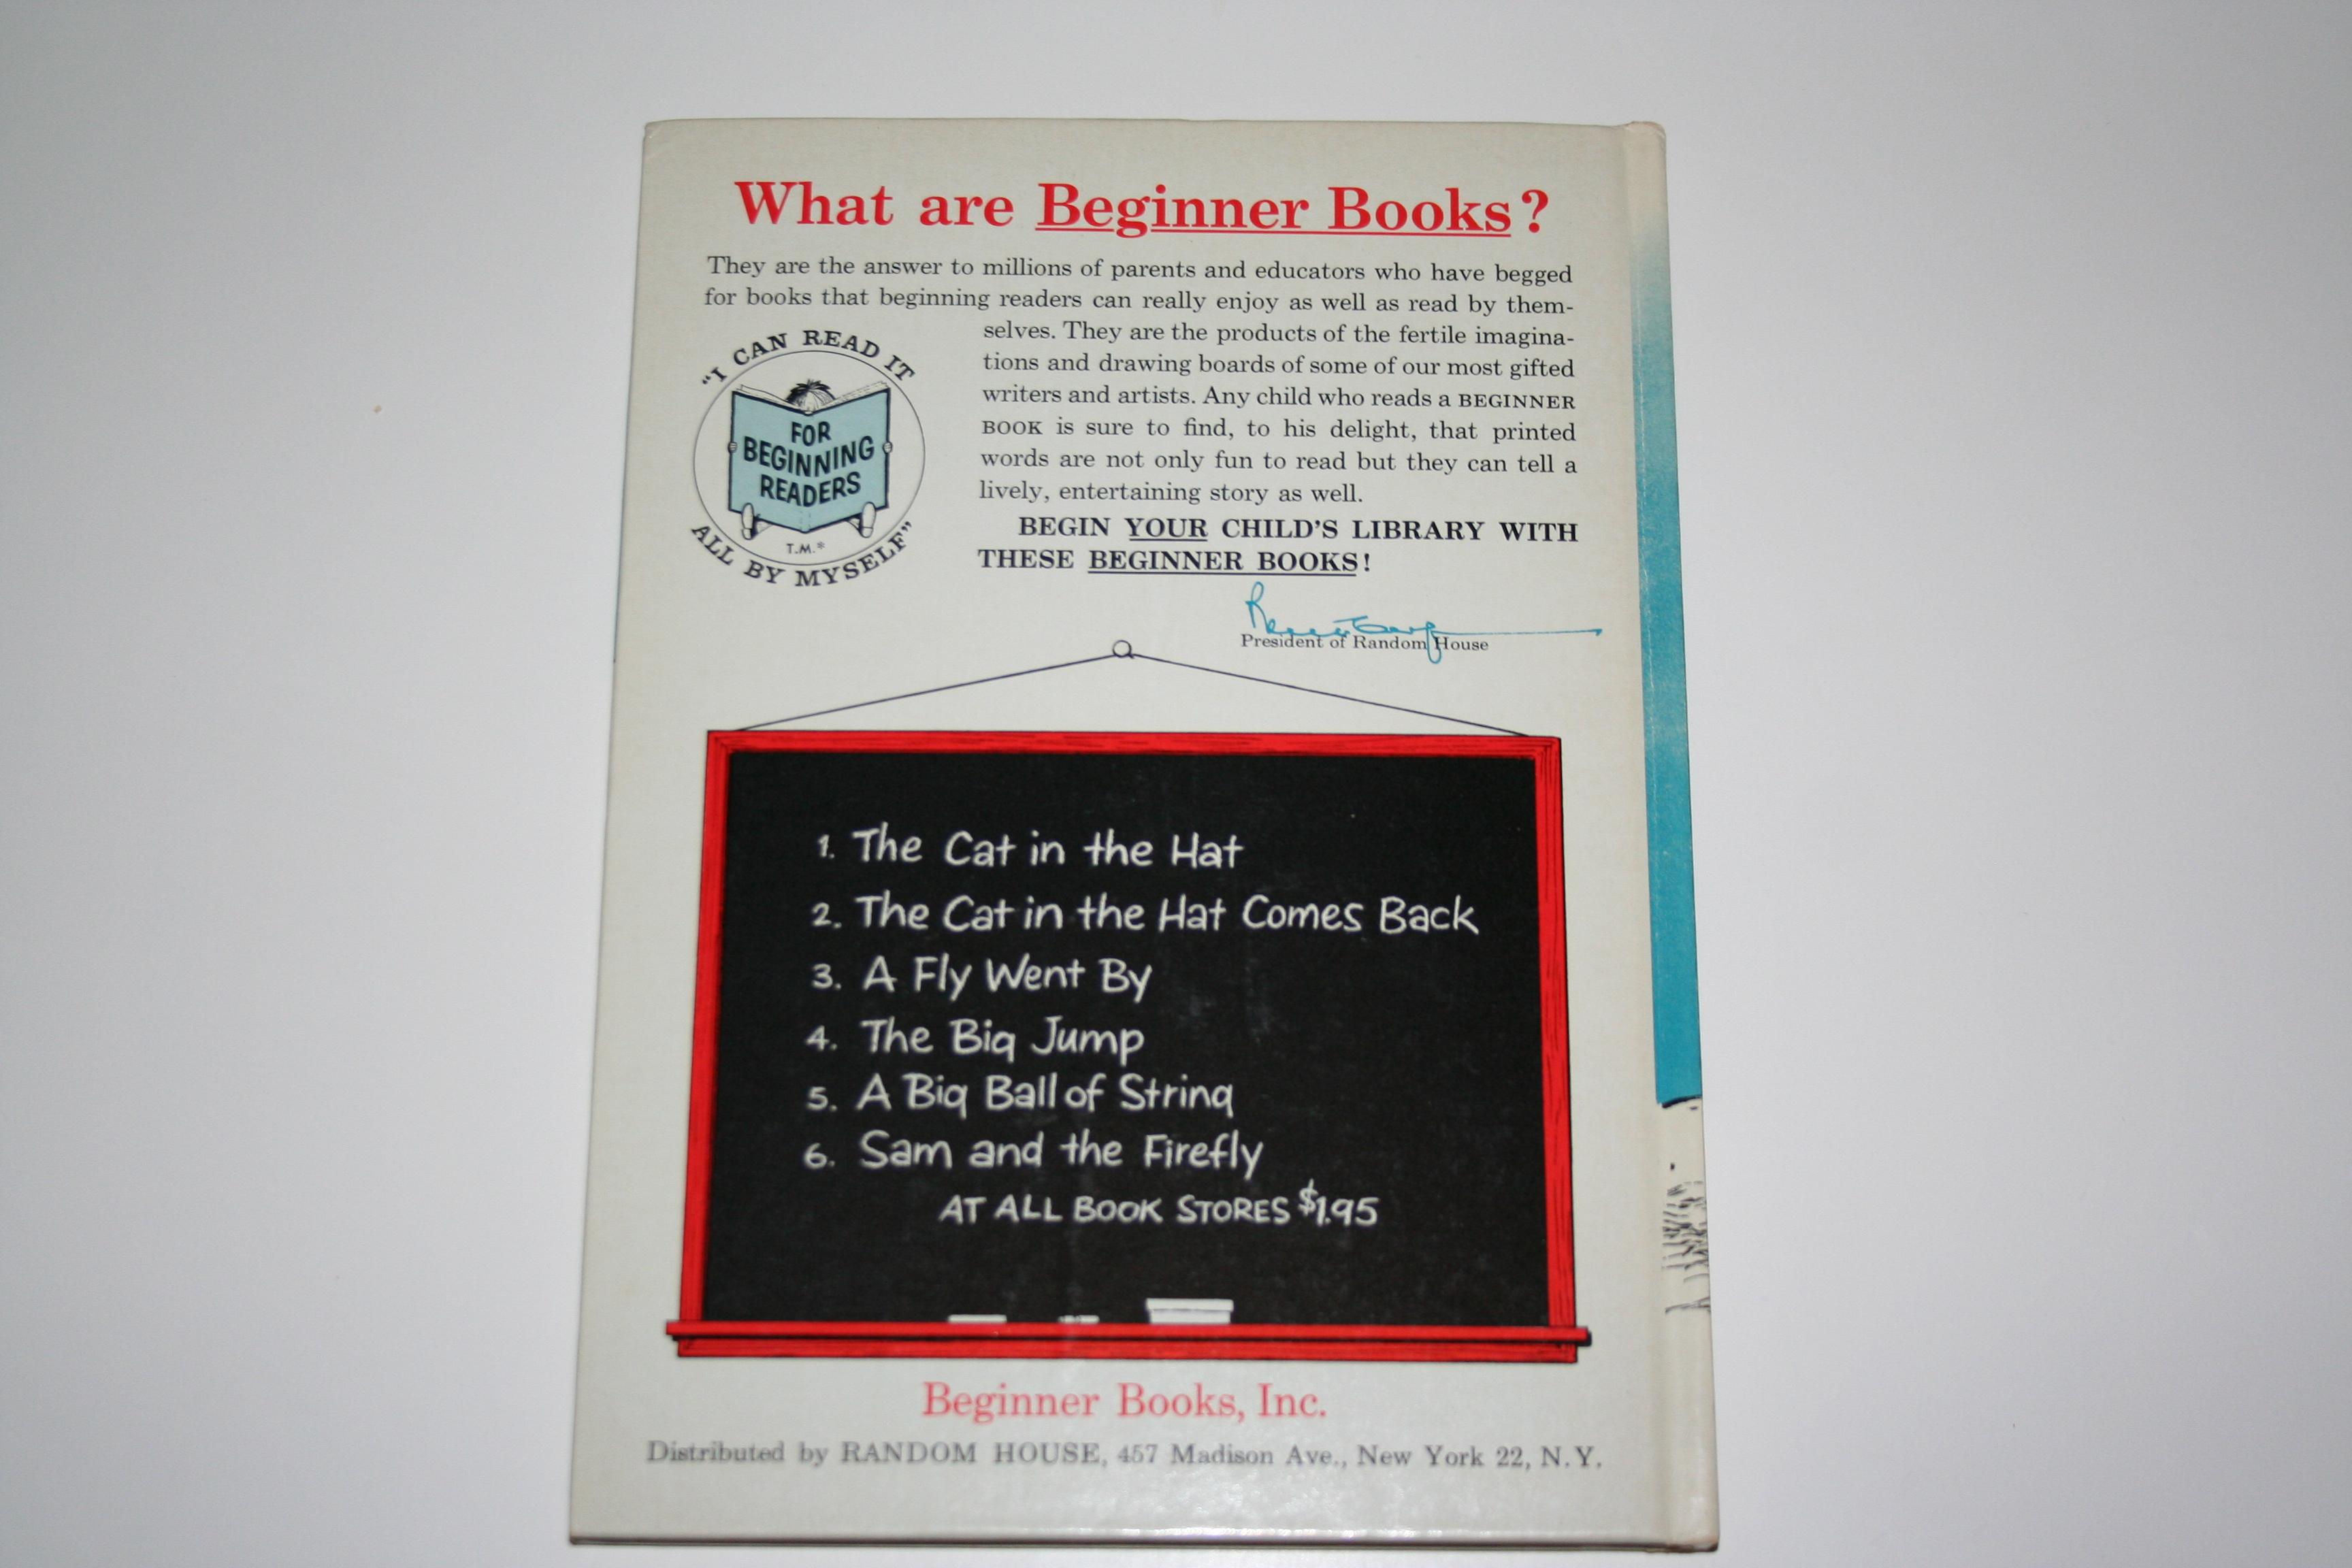 What are Beginner Books?
They are the answer to millions of parents and educators who have begged
for books that beginning readers can really enjoy as well as read by them-
selves. They are the products of the fertile imagina-
tions and drawing boards of some of our most gifted
writers and artists. Any child who reads a BEGINNER
BOOK is sure to find, to his delight, that printed
words are not only fun to read but they can tell a
lively, entertaining story as well.
BEGIN YOUR CHILD'S LIBRARY WITH
THESE BEGINNER BOOKS!
"I CAN READ IT
FOR
BEGINNING
READERS
T.M.*
ALL BY MYSELF"
President of Random House
1. The Cat in the Hat
2. The Cat in the Hat Comes Back
3. A Fly Went By
4. The Big Jump
5. A Big Ball of String
6. Sam and the Firefly
AT ALL BOOK STORES $1.95
Beginner Books, Inc.
Distributed by RANDOM HOUSE, 457 Madison Ave., New York 22, N.Y.